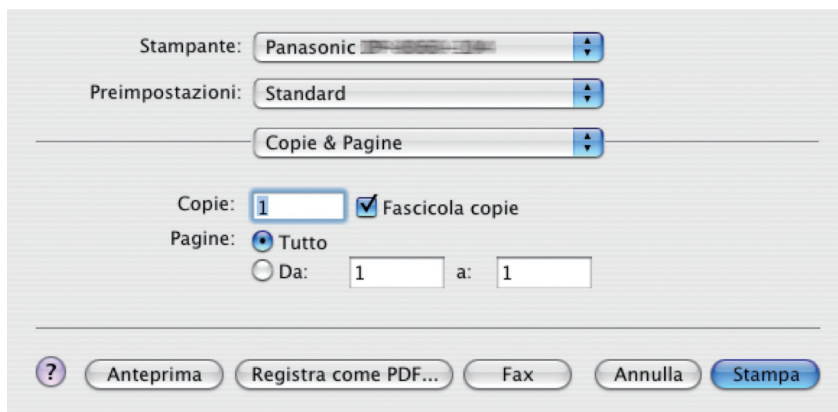 Stampante: Panasonic
Preimpostazioni: Standard
Copie & Pagine
Copie: 1 Fascicola copie
Pagine: Tutto
Da: 1 a: 1
? Anteprima Registra come PDF... Fax Annulla Stampa